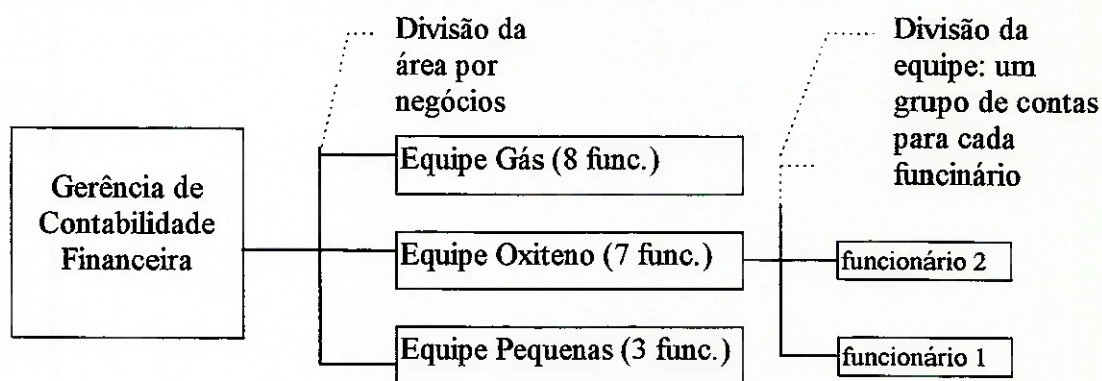 Divisão da
área por
negócios
Divisão da
equipe: um
grupo de contas
para cada
funcinário
Gerência de
Contabilidade
Financeira
Equipe Gás (8 func.)
Equipe Oxiteno (7 func.)
Equipe Pequenas (3 func.)
funcionário 2
funcionário 1